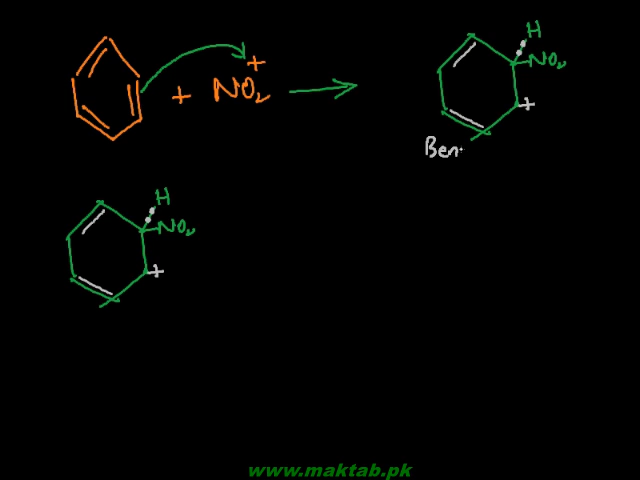 H
+ NO₂⁺ → NO₂
+
Ben
H
NO₂
+
www.maktab.pk